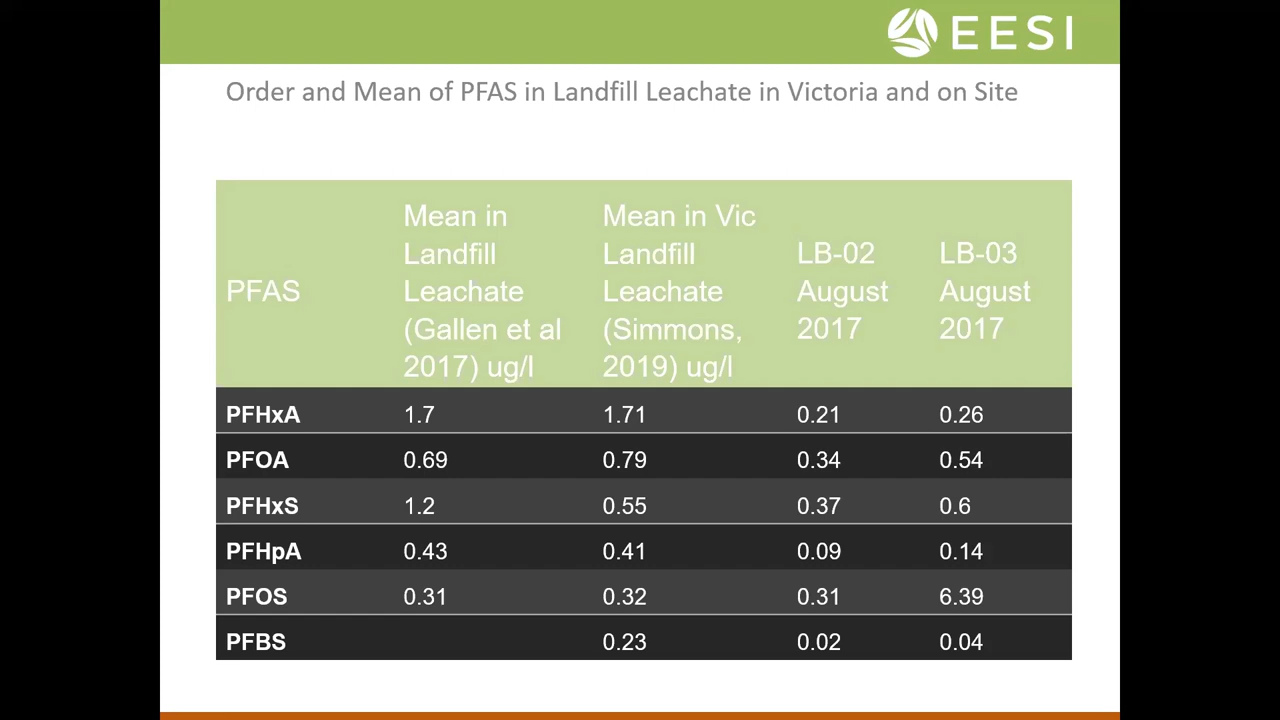 EESI
Order and Mean of PFAS in Landfill Leachate in Victoria and on Site
PFAS
Mean in
Landfill
Leachate
(Gallen et al
2017) ug/l
Mean in Vic
Landfill
Leachate
(Simmons,
2019) ug/l
LB-02
August
2017
LB-03
August
2017
PFHxA 1.7 1.71 0.21 0.26
PFOA 0.69 0.79 0.34 0.54
PFHxS 1.2 0.55 0.37 0.6
PFHpA 0.43 0.41 0.09 0.14
PFOS 0.31 0.32 0.31 6.39
PFBS 0.23 0.02 0.04